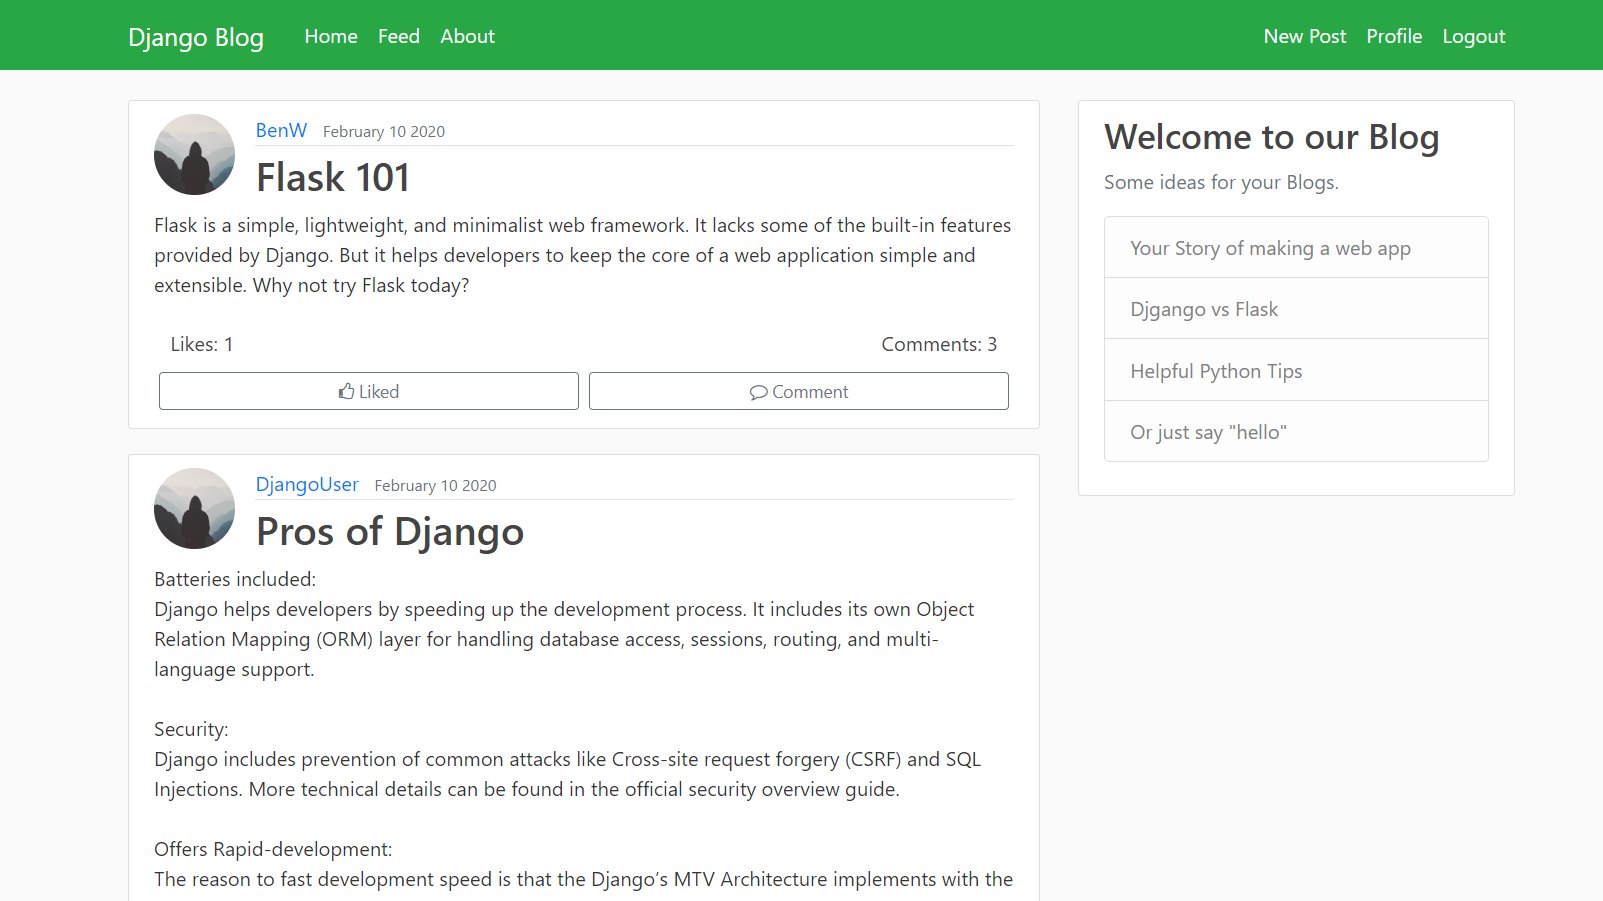 Django Blog Home Feed About New Post Profile Logout
BenW February 10 2020
Flask 101
Flask is a simple, lightweight, and minimalist web framework. It lacks some of the built-in features
provided by Django. But it helps developers to keep the core of a web application simple and
extensible. Why not try Flask today?
Likes: 1 Comments: 3
Liked Comment
DjangoUser February 10 2020
Pros of Django
Batteries included:
Django helps developers by speeding up the development process. It includes its own Object
Relation Mapping (ORM) layer for handling database access, sessions, routing, and multi-
language support.
Security:
Django includes prevention of common attacks like Cross-site request forgery (CSRF) and SQL
Injections. More technical details can be found in the official security overview guide.
Offers Rapid-development:
The reason to fast development speed is that the Django’s MTV Architecture implements with the
Welcome to our Blog
Some ideas for your Blogs.
Your Story of making a web app
Djgango vs Flask
Helpful Python Tips
Or just say "hello"